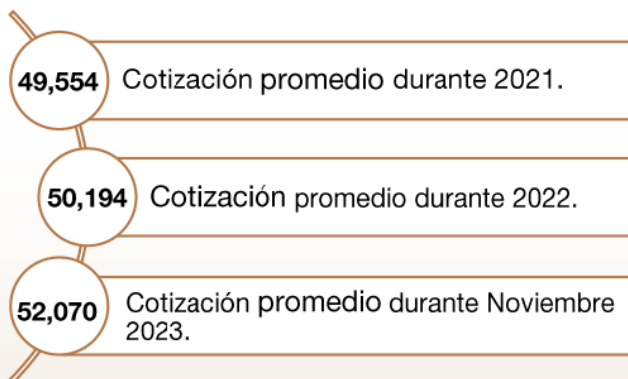 49,554 Cotización promedio durante 2021.
50,194 Cotización promedio durante 2022.
52,070 Cotización promedio durante Noviembre
2023.